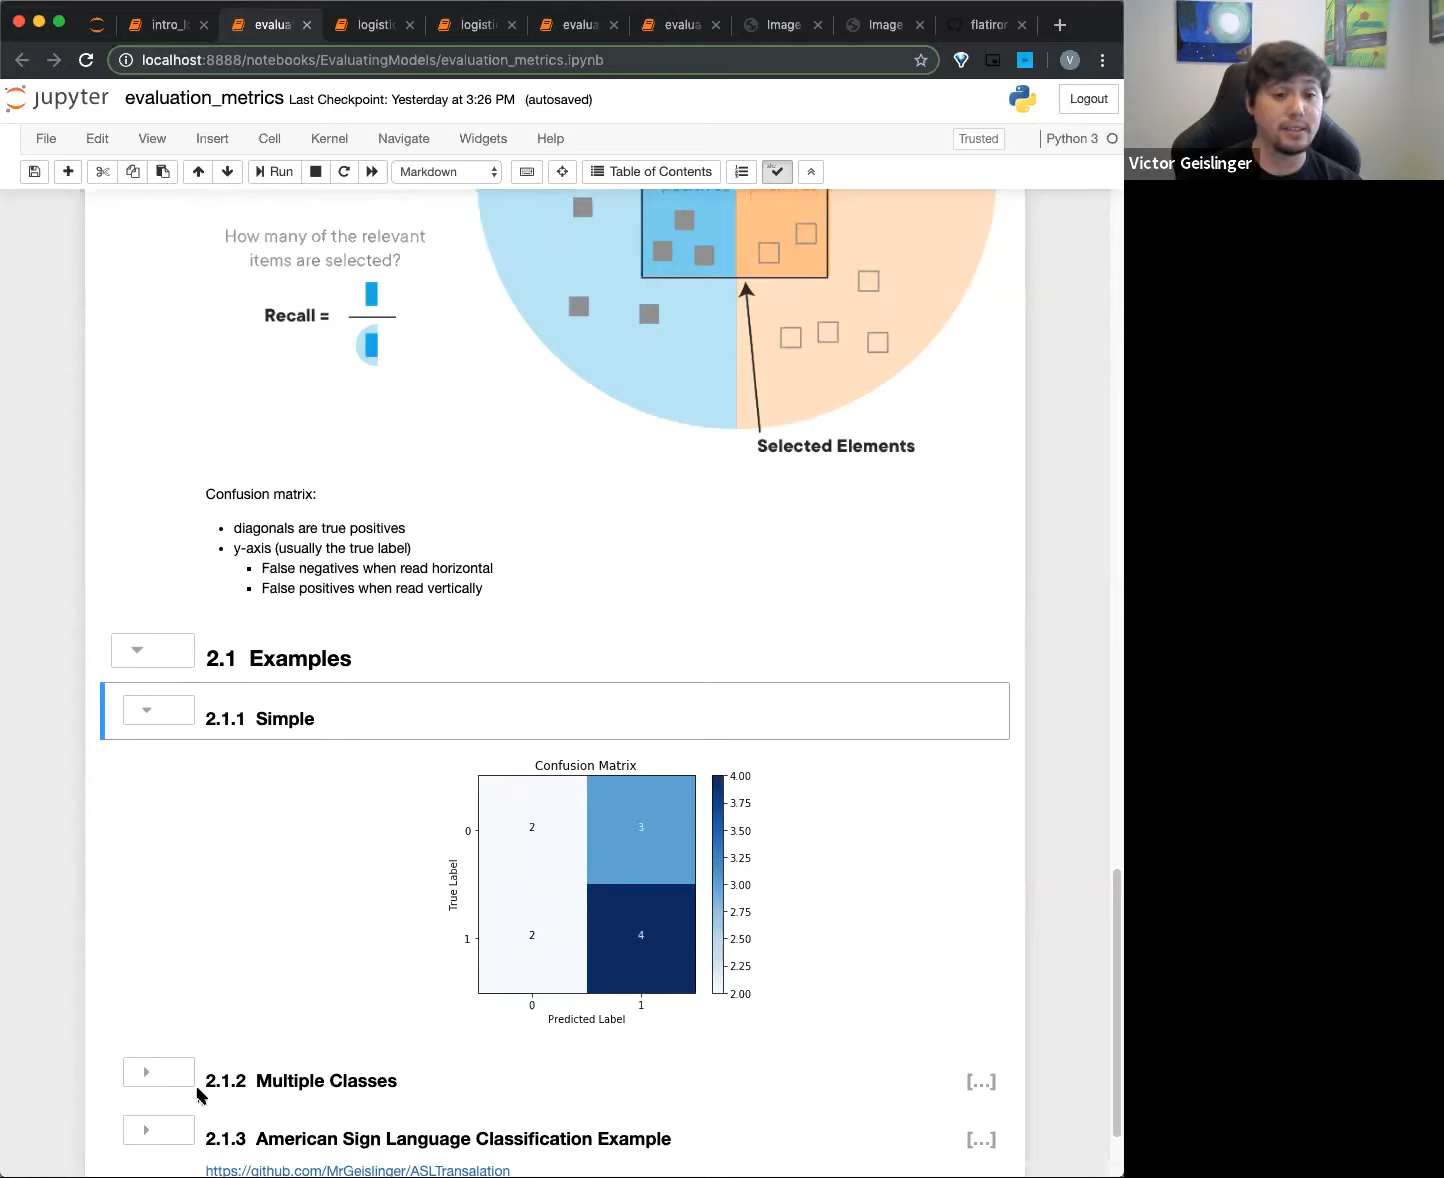 intro_l
evalua
logisti
logisti
evalua
evalua
Image
Image
flatiror
localhost:8888/notebooks/EvaluatingModels/evaluation_metrics.ipynb
V
jupyter
evaluation_metrics Last Checkpoint: Yesterday at 3:26 PM (autosaved)
Logout
File Edit View Insert Cell Kernel Navigate Widgets Help
Trusted
Python 3
Run
Markdown
Table of Contents
Victor Geislinger
How many of the relevant
items are selected?
Recall =
Selected Elements
Confusion matrix:
• diagonals are true positives
• y-axis (usually the true label)
▪ False negatives when read horizontal
▪ False positives when read vertically
2.1 Examples
2.1.1 Simple
Confusion Matrix
True Label
0
1
2
3
2
4
0
1
Predicted Label
4.00
3.75
3.50
3.25
3.00
2.75
2.50
2.25
2.00
2.1.2 Multiple Classes
[...]
2.1.3 American Sign Language Classification Example
[...]
https://github.com/MrGeislinger/ASLTransalation